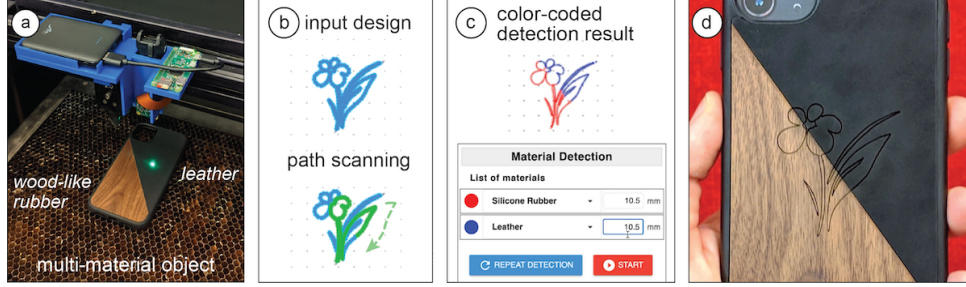 a
wood-like
rubber
leather
multi-material object
b
input design
path scanning
c
color-coded
detection result
Material Detection
List of materials
Silicone Rubber
10.5 mm
Leather
10.5 mm
REPEAT DETECTION
START
d